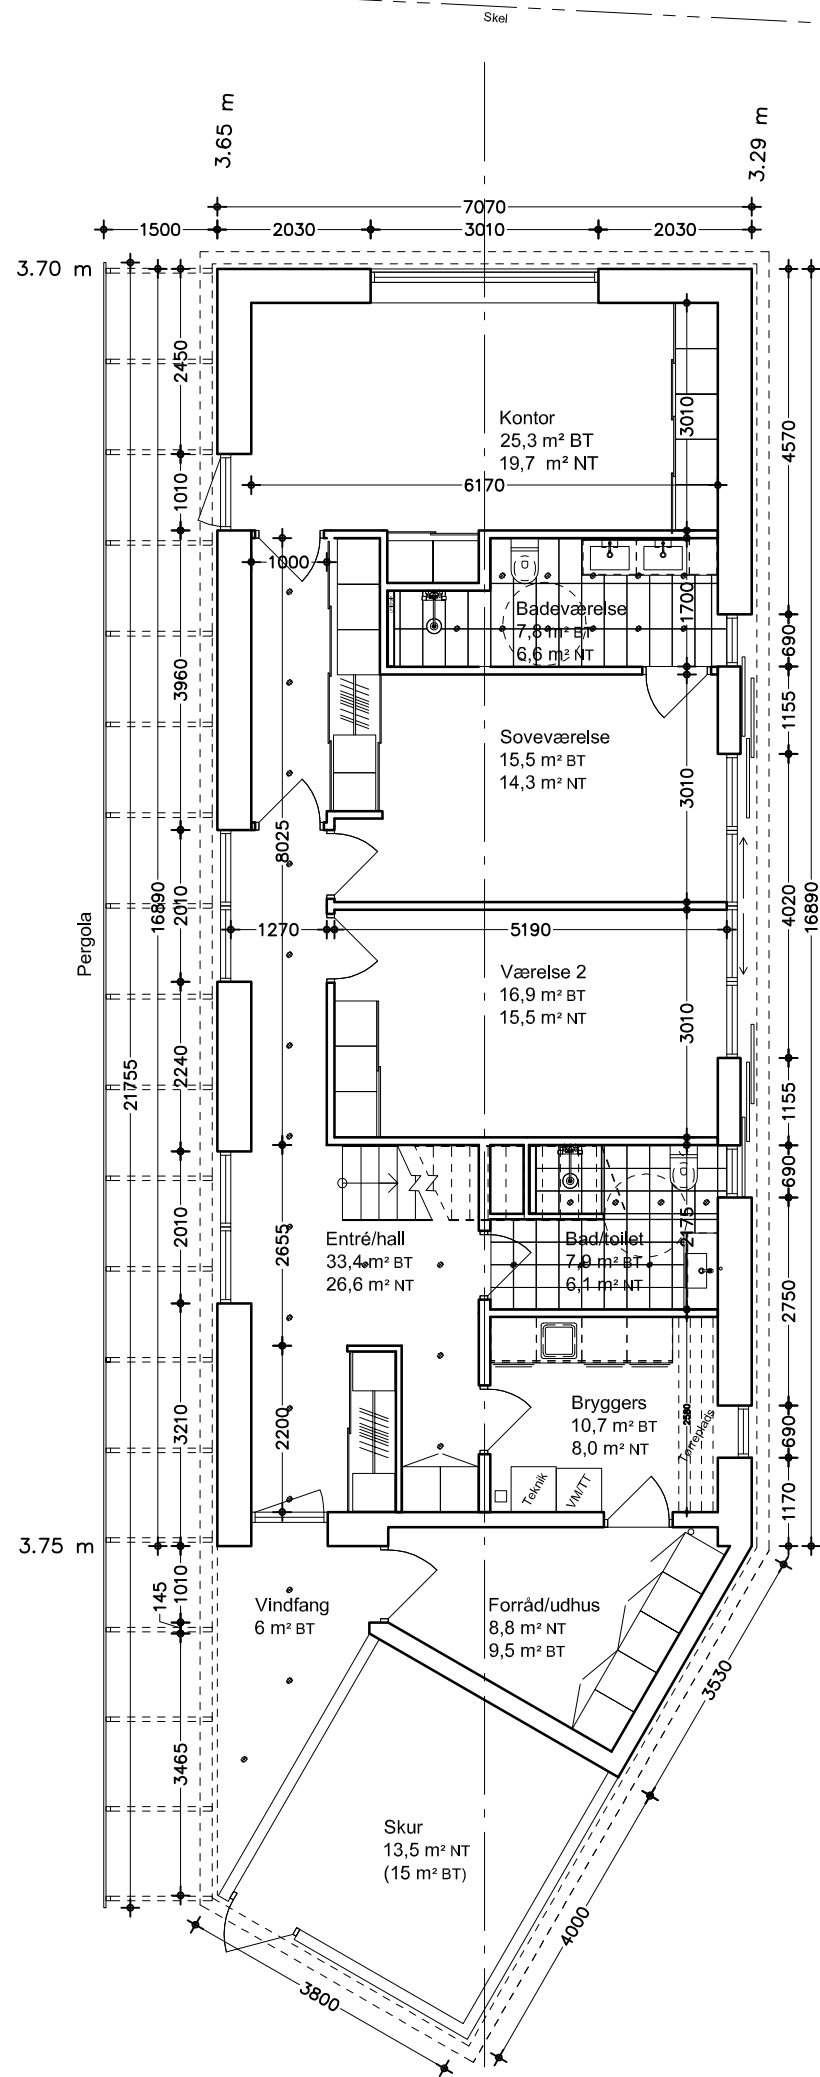 Skel
3.65 m
3.29 m
7070
1500
2030
3010
2030
3.70 m
2450
3010
4570
16890
Kontor
25,3 m² BT
19,7 m² NT
6170
1010
1000
1700
Badeværelse
7,8 m² BT
6,6 m² NT
690
3960
1155
Soveværelse
15,5 m² BT
14,3 m² NT
3010
8025
2010
16890
4020
Pergola
1270
5190
Værelse 2
16,9 m² BT
15,5 m² NT
3010
21755
2240
1155
690
2010
2655
Entré/hall
33,4 m² BT
26,6 m² NT
Bad/toilet
7,9 m² BT
6,1 m² NT
2175
2750
3210
2200
Bryggers
10,7 m² BT
8,0 m² NT
2580
Tørreplads
690
Teknik
VM/TT
1170
3.75 m
1010
145
Vindfang
6 m² BT
Forråd/udhus
8,8 m² NT
9,5 m² BT
3530
3465
Skur
13,5 m² NT
(15 m² BT)
4000
3800